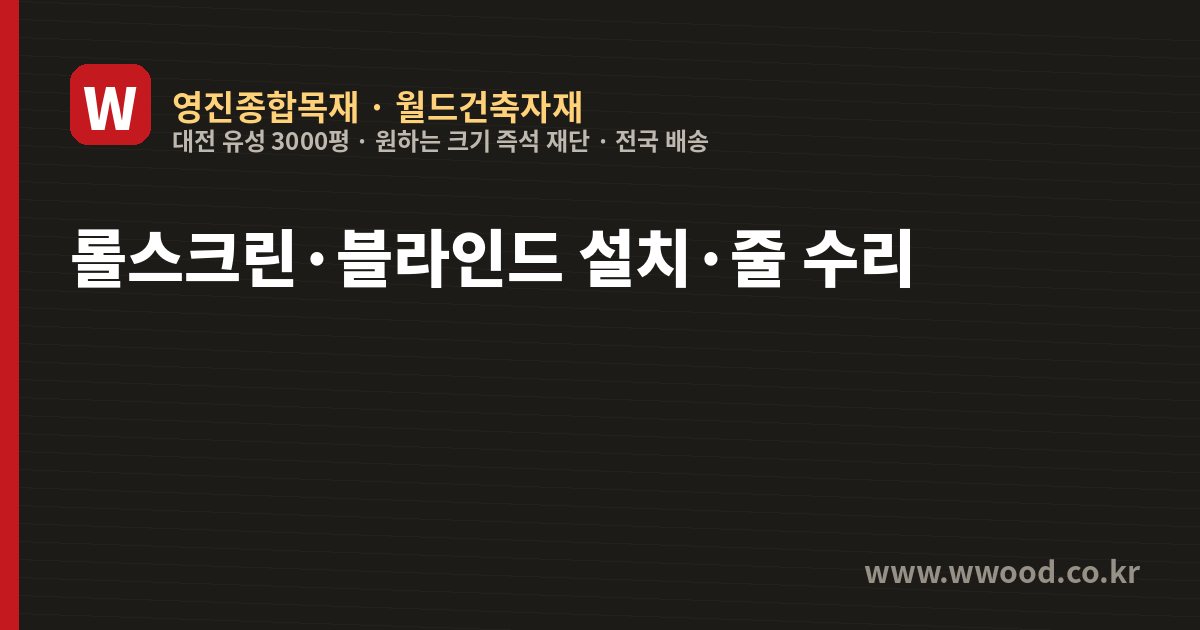 W
영진종합목재 · 월드건축자재
대전 유성 3000평 · 원하는 크기 즉석 재단 · 전국 배송
롤스크린·블라인드 설치·줄 수리
www.wwood.co.kr